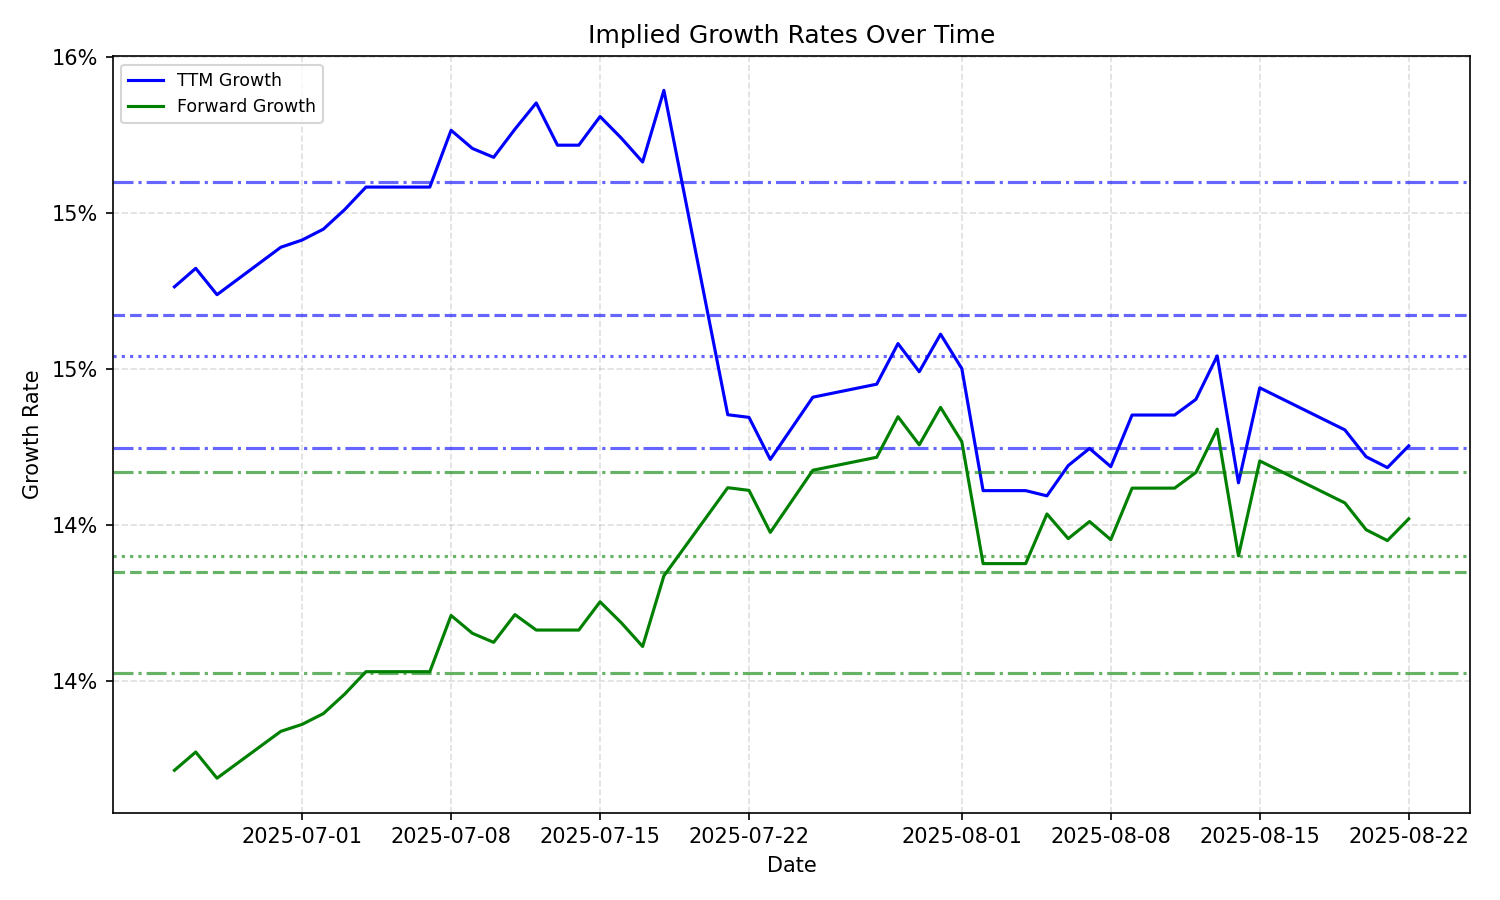 Implied Growth Rates Over Time
TTM Growth
Forward Growth
16%
15%
15%
14%
14%
Growth Rate
2025-07-01
2025-07-08
2025-07-15
2025-07-22
2025-08-01
2025-08-08
2025-08-15
2025-08-22
Date